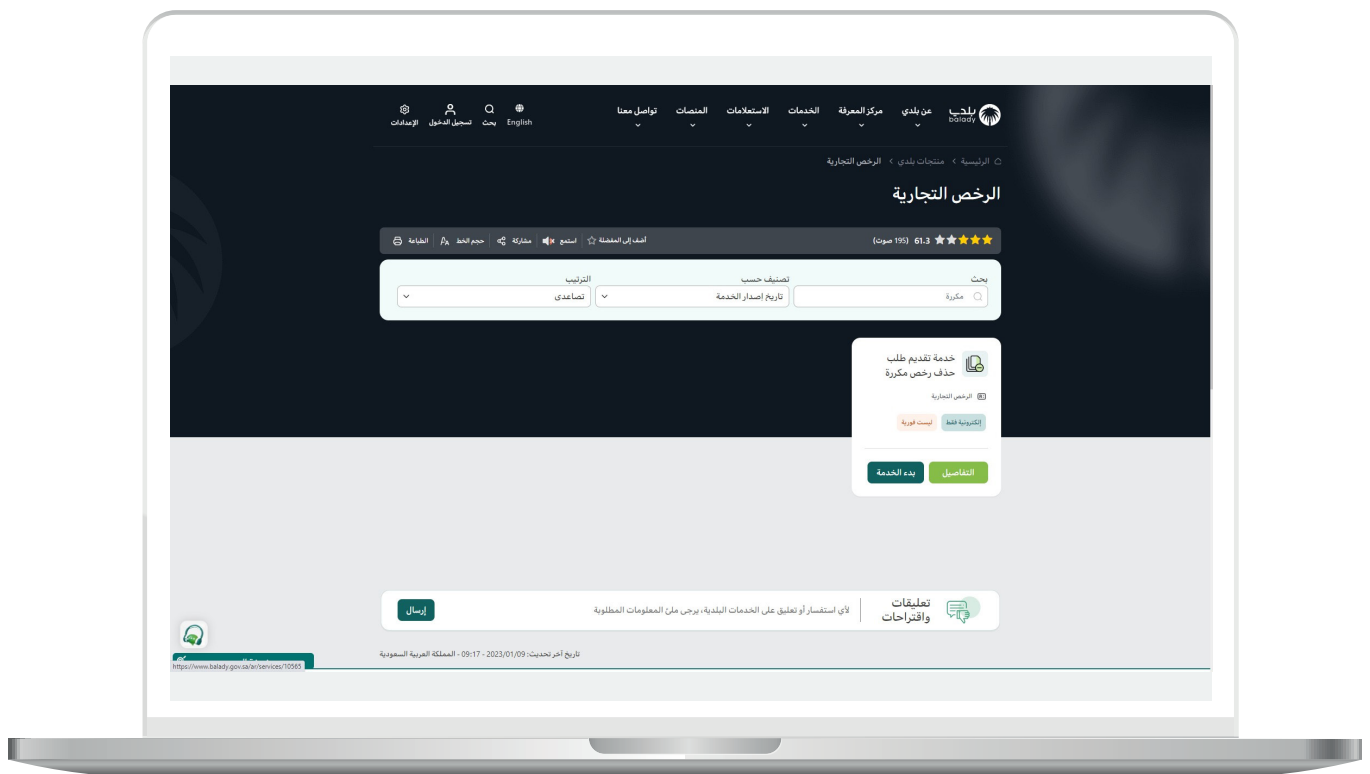 بلدي
balady
عن بلدي
مركز المعرفة
الخدمات
الاستعلامات
المنصات
تواصل معنا
English
بحث
تسجيل الدخول
الإعدادات
الرئيسية › منتجات بلدي › الرخص التجارية
الرخص التجارية
61.3 (195 صوت)
أضف إلى المفضلة
استمع
مشاركة
حجم الخط
الطباعة
بحث
مكررة
تصنيف حسب
تاريخ إصدار الخدمة
الترتيب
تصاعدي
خدمة تقديم طلب
حذف رخص مكررة
الرخص التجارية
إلكترونية فقط
ليست فورية
التفاصيل
بدء الخدمة
تعليقات
واقتراحات
لأي استفسار أو تعليق على الخدمات البلدية، يرجى ملئ المعلومات المطلوبة
إرسال
تاريخ آخر تحديث: 2023/01/09 - 09:17 - المملكة العربية السعودية
https://www.balady.gov.sa/ar/services/10565